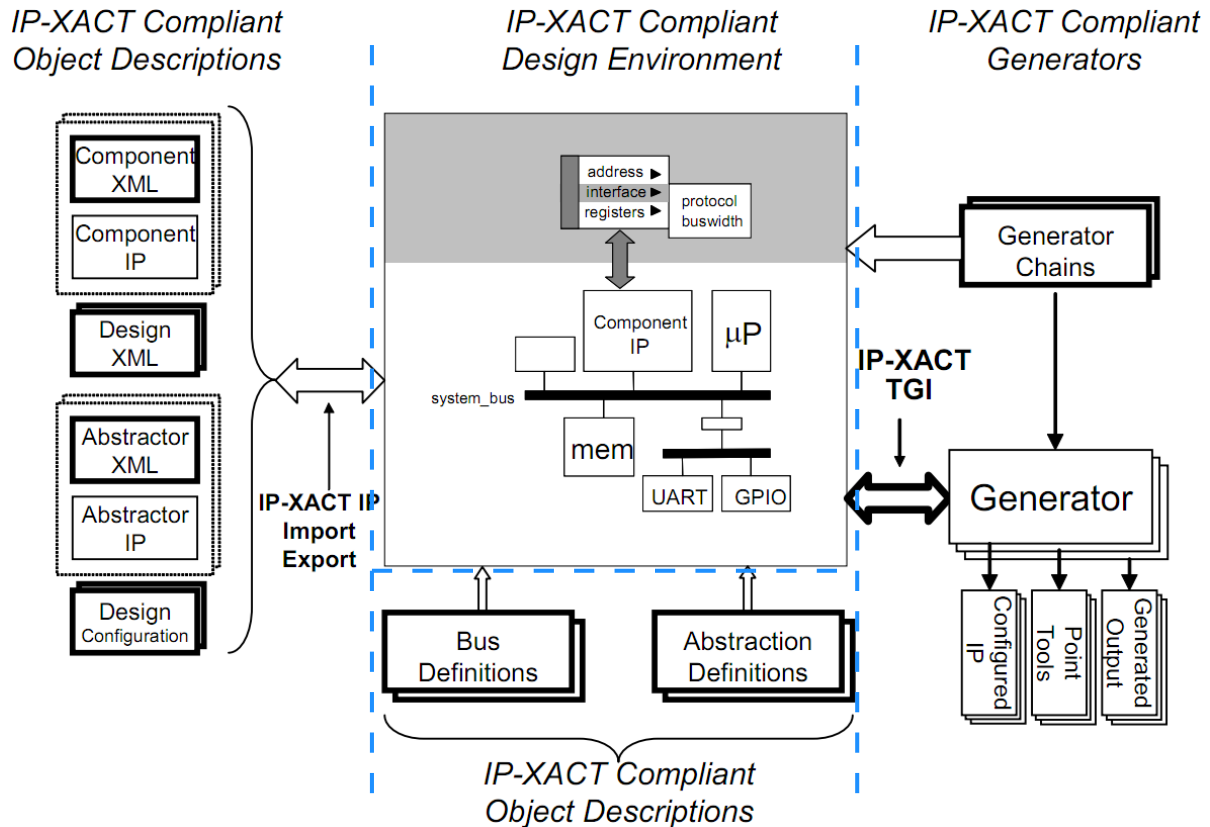 IP-XACT Compliant
Object Descriptions
IP-XACT Compliant
Design Environment
IP-XACT Compliant
Generators
Component
XML
Component
IP
Design
XML
Abstractor
XML
Abstractor
IP
Design
Configuration
IP-XACT IP
Import
Export
address
interface
registers
protocol
buswidth
Component
IP
µP
system_bus
mem
UART
GPIO
Bus
Definitions
Abstraction
Definitions
IP-XACT Compliant
Object Descriptions
Generator
Chains
IP-XACT
TGI
Generator
Configured
IP
Point
Tools
Generated
Output